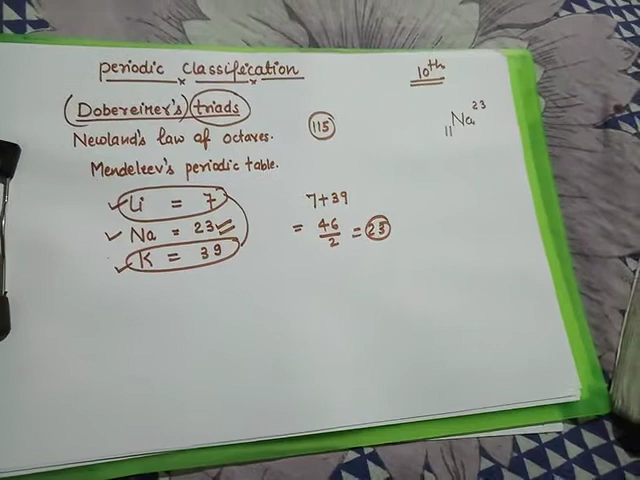 periodic classification
10th
(Dobereiner's) triads
Newland's law of octaves.
115
11Na23
Mendeleev's periodic table.
Li = 7
Na = 23
K = 39
7+39
= 46/2 = 23